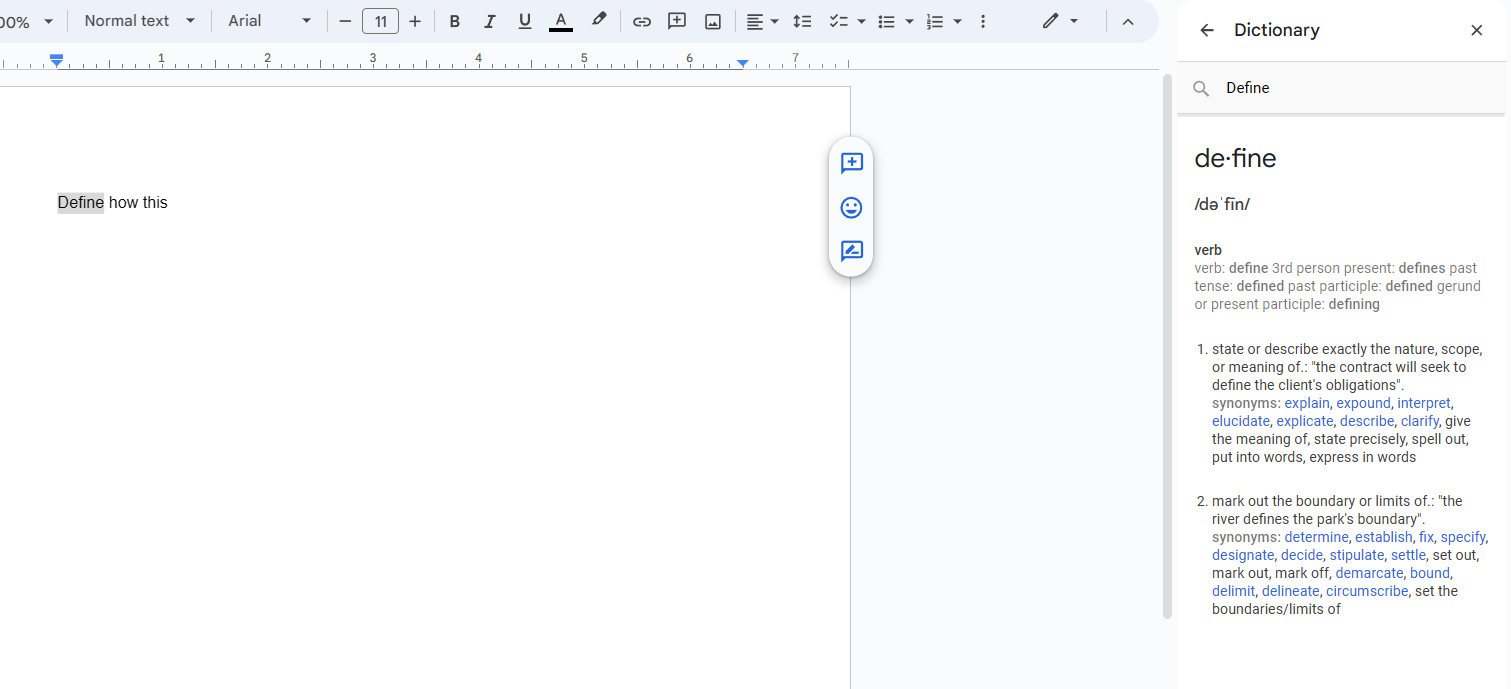 00% Normal text Arial 11 B I U A
1 2 3 4 5 6 7
Define how this
Dictionary
Define
de·fine
/dəˈfīn/
verb
verb: define 3rd person present: defines past
tense: defined past participle: defined gerund
or present participle: defining
1. state or describe exactly the nature, scope,
or meaning of.: "the contract will seek to
define the client's obligations".
synonyms: explain, expound, interpret,
elucidate, explicate, describe, clarify, give
the meaning of, state precisely, spell out,
put into words, express in words
2. mark out the boundary or limits of.: "the
river defines the park's boundary".
synonyms: determine, establish, fix, specify,
designate, decide, stipulate, settle, set out,
mark out, mark off, demarcate, bound,
delimit, delineate, circumscribe, set the
boundaries/limits of